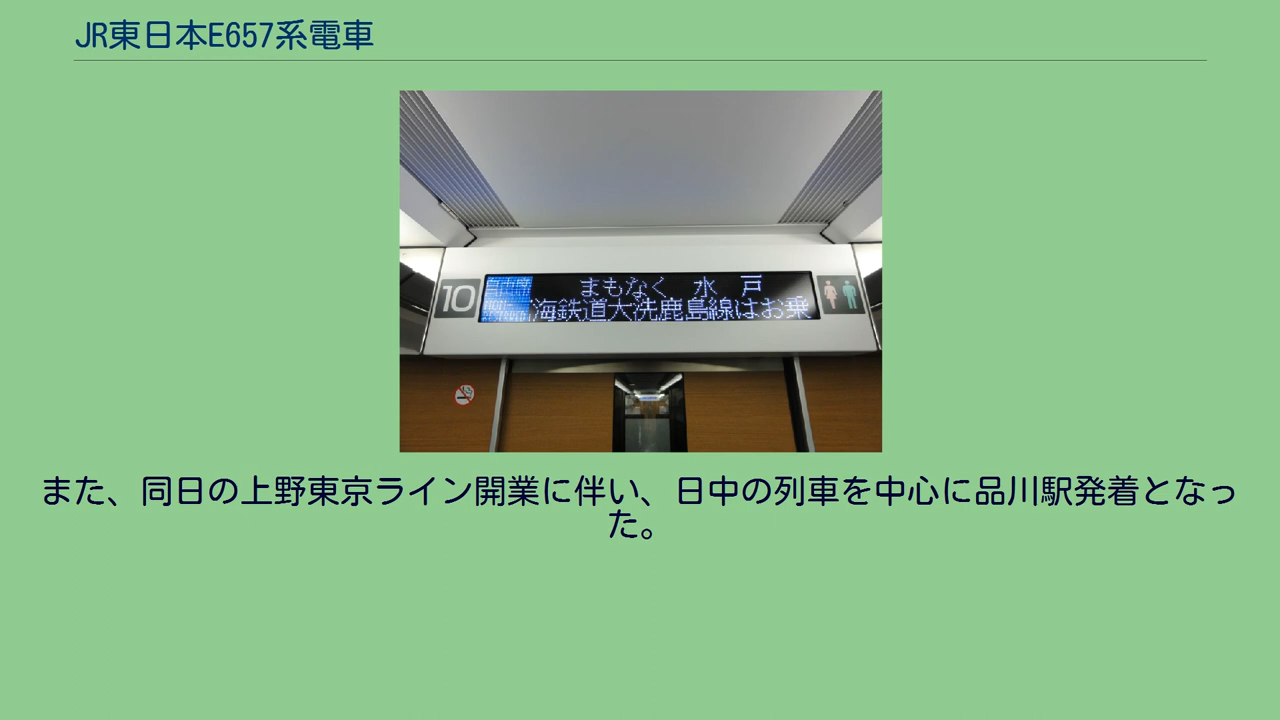 JR東日本E657系電車
10
自由席
まもなく 水 戸
海鉄道大洗鹿島線はお乗
また、同日の上野東京ライン開業に伴い、日中の列車を中心に品川駅発着となっ
た。